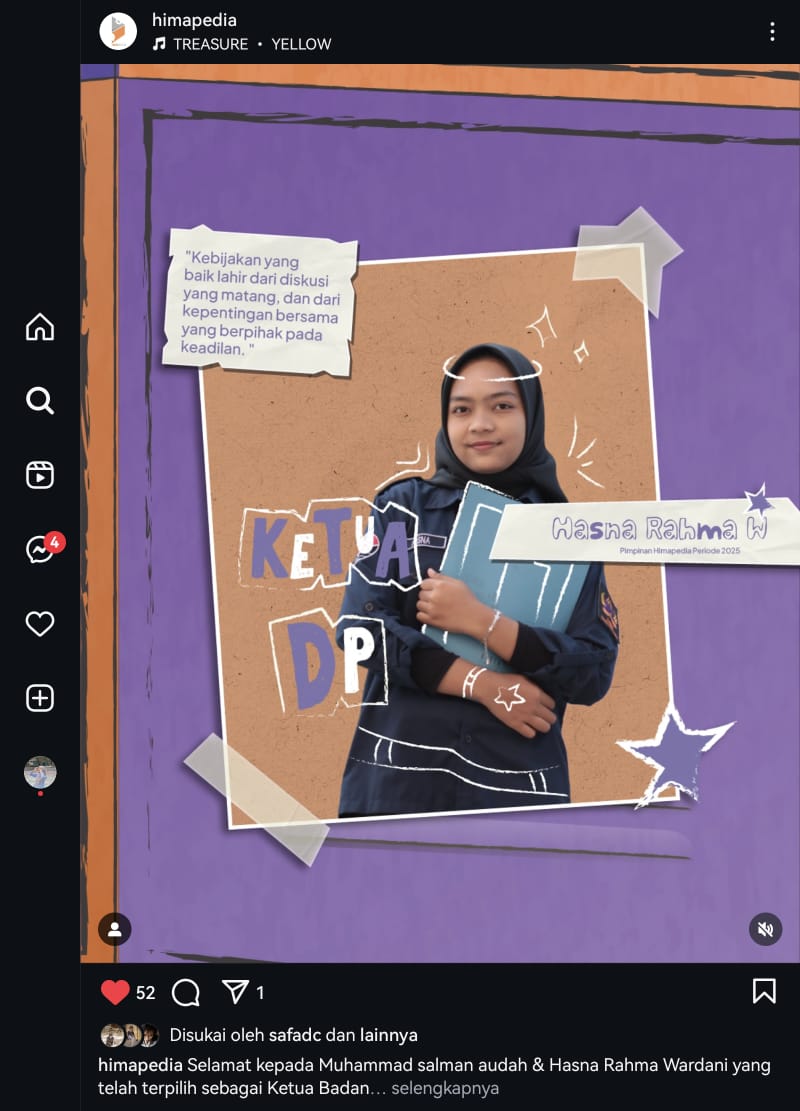 himapedia
TREASURE • YELLOW
"Kebijakan yang
baik lahir dari diskusi
yang matang, dan dari
kepentingan bersama
yang berpihak pada
keadilan. "
KETUA
DP
Hasna Rahma W
Pimpinan Himapedia Periode 2025
4
52
1
Disukai oleh safadc dan lainnya
himapedia Selamat kepada Muhammad salman audah & Hasna Rahma Wardani yang
telah terpilih sebagai Ketua Badan... selengkapnya